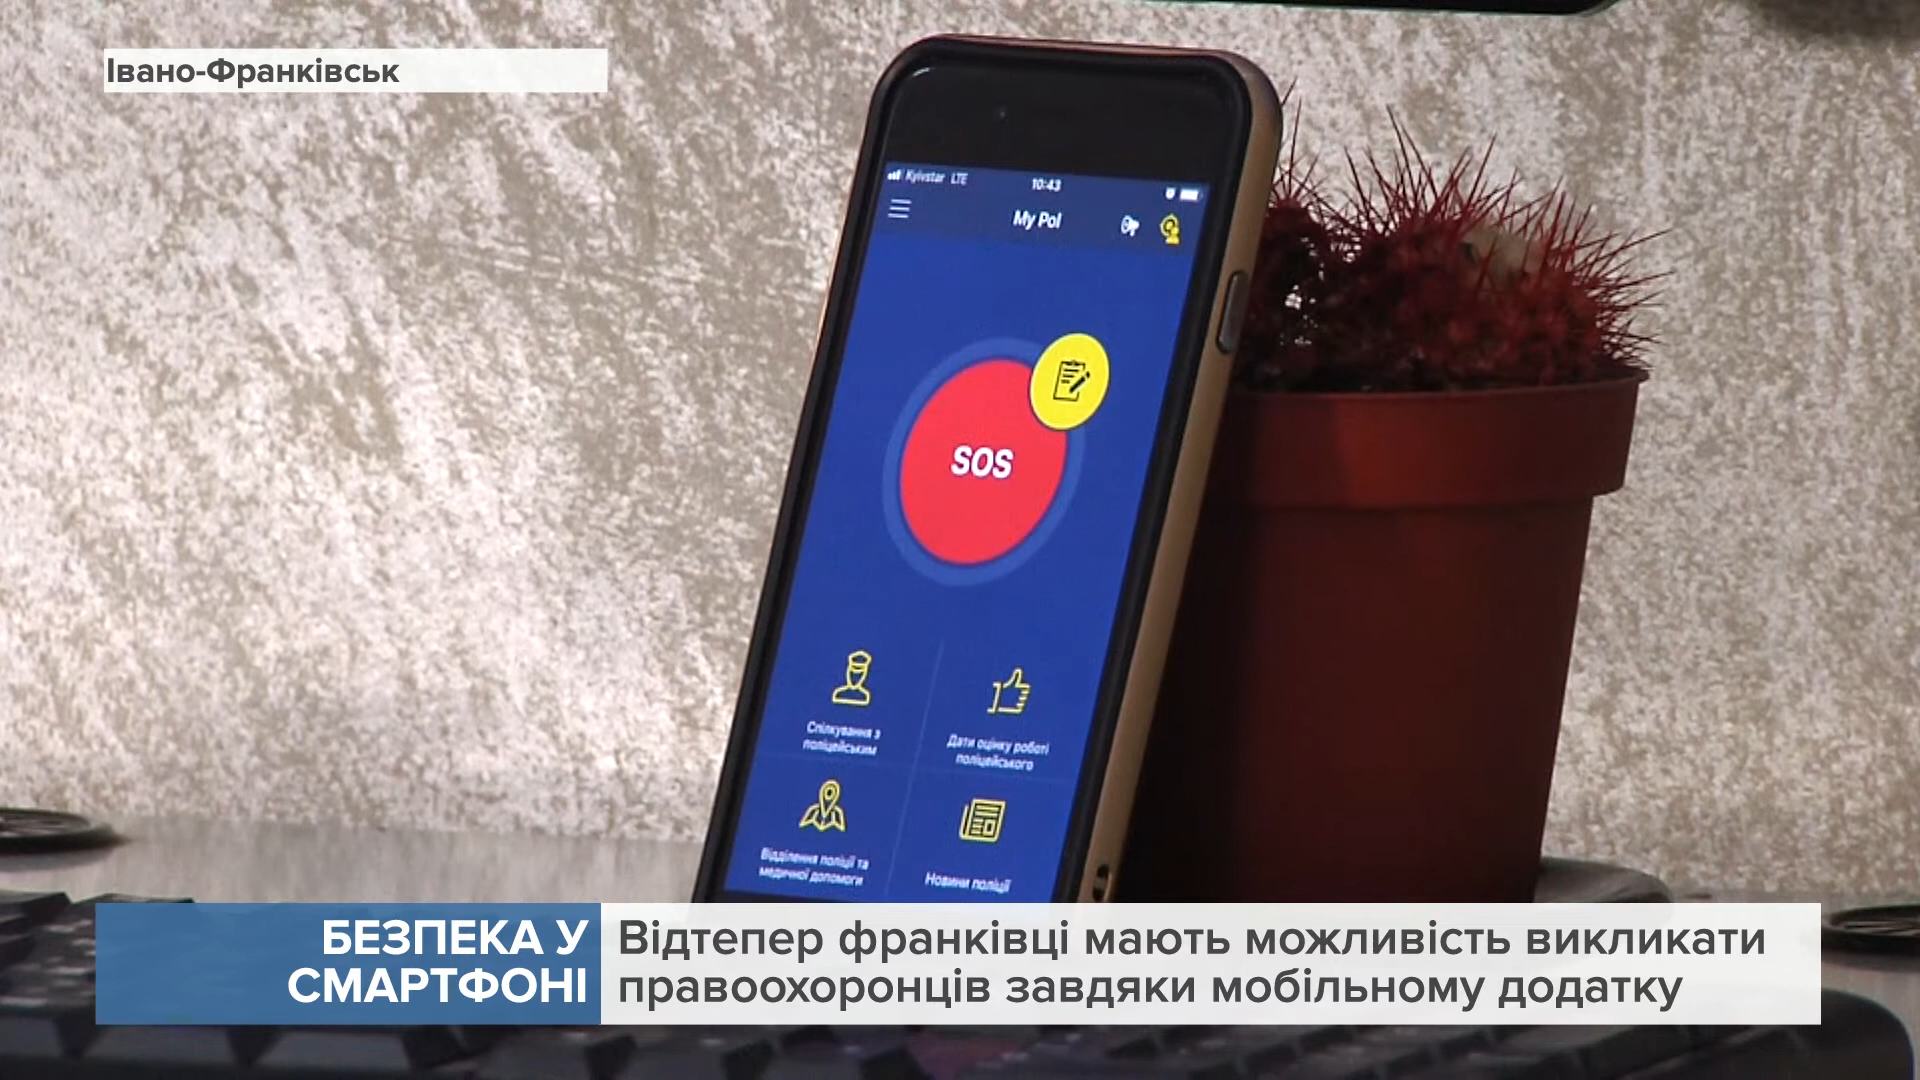 Івано-Франківськ
Kyivstar LTE 10:43
My Pol
SOS
Спілкування з
поліцейським
Дати оцінку роботі
поліцейського
Відділення поліції та
медичної допомоги
Новини поліції
БЕЗПЕКА У
СМАРТФОНІ
Відтепер франківці мають можливість викликати
правоохоронців завдяки мобільному додатку